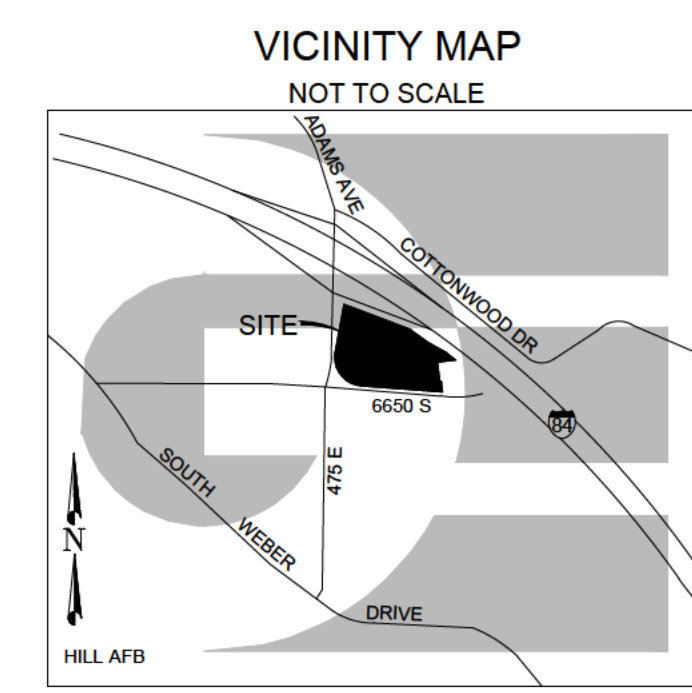 VICINITY MAP
NOT TO SCALE
ADAMS AVE
COTTONWOOD DR
SITE
6650 S
84
475 E
SOUTH
WEBER
DRIVE
N
HILL AFB